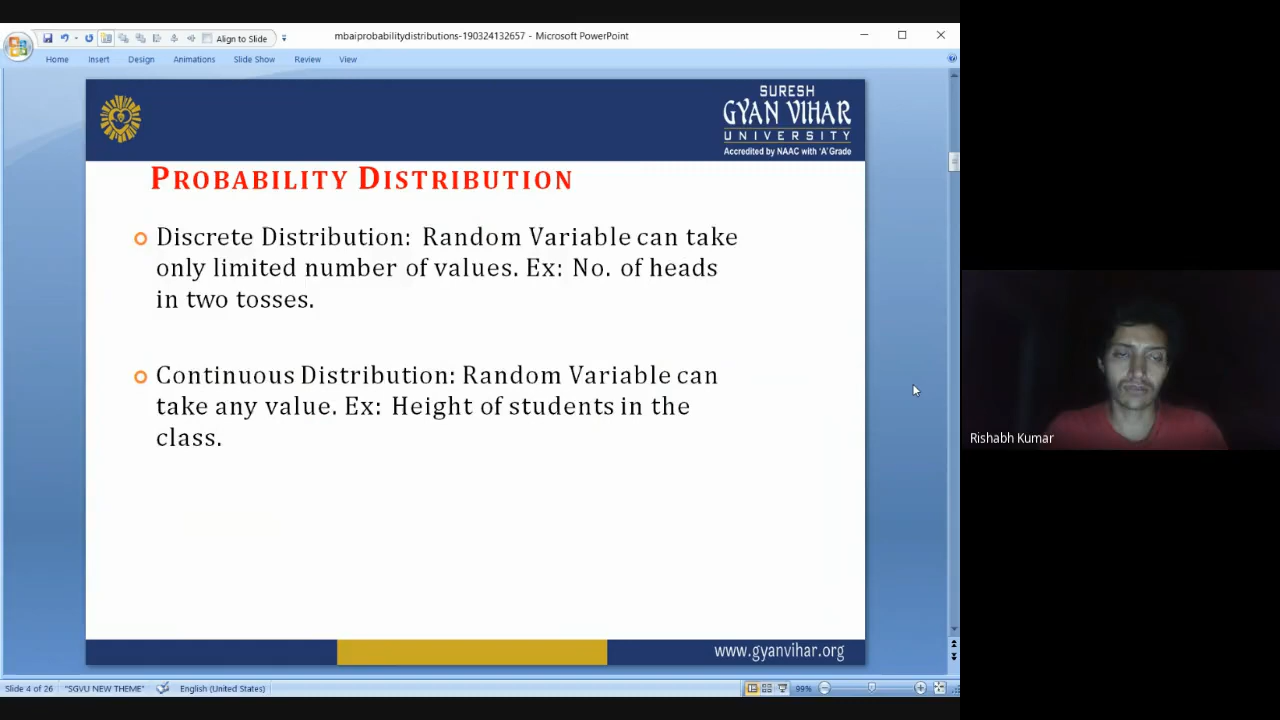 Align to Slide
mbaiprobabilitydistributions-190324132657 - Microsoft PowerPoint
Home Insert Design Animations Slide Show Review View
SURESH
GYAN VIHAR
UNIVERSITY
Accredited by NAAC with 'A' Grade
PROBABILITY DISTRIBUTION
Discrete Distribution: Random Variable can take
only limited number of values. Ex: No. of heads
in two tosses.
Continuous Distribution: Random Variable can
take any value. Ex: Height of students in the
class.
Rishabh Kumar
www.gyanvihar.org
Slide 4 of 26 "SGVU NEW THEME" English (United States) 99%